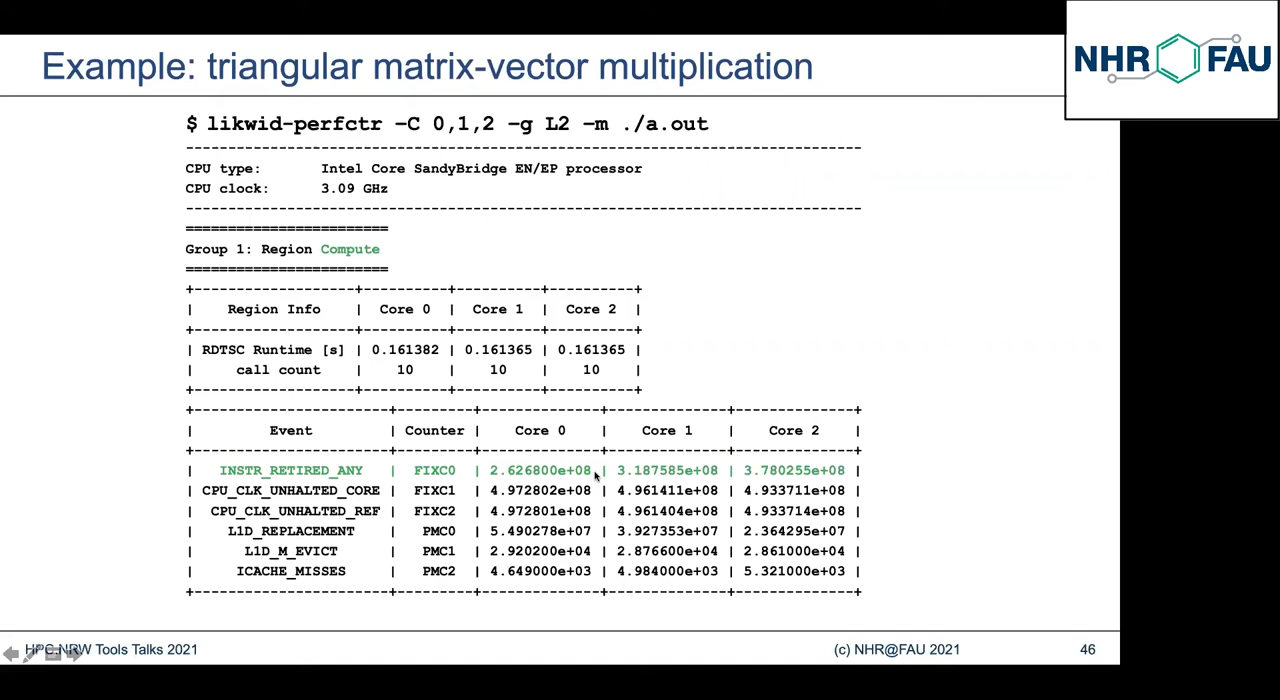 Example: triangular matrix-vector multiplication
NHR FAU
$ likwid-perfctr –C 0,1,2 –g L2 –m ./a.out
--------------------------------------------------------------------------------
CPU type: Intel Core SandyBridge EN/EP processor
CPU clock: 3.09 GHz
--------------------------------------------------------------------------------
========================
Group 1: Region Compute
========================
+-------------------+----------+----------+----------+
| Region Info | Core 0 | Core 1 | Core 2 |
+-------------------+----------+----------+----------+
| RDTSC Runtime [s] | 0.161382 | 0.161365 | 0.161365 |
| call count | 10 | 10 | 10 |
+-------------------+----------+----------+----------+
+-----------------------+---------+--------------+--------------+--------------+
| Event | Counter | Core 0 | Core 1 | Core 2 |
+-----------------------+---------+--------------+--------------+--------------+
| INSTR_RETIRED_ANY | FIXC0 | 2.626800e+08 | 3.187585e+08 | 3.780255e+08 |
| CPU_CLK_UNHALTED_CORE | FIXC1 | 4.972802e+08 | 4.961411e+08 | 4.933711e+08 |
| CPU_CLK_UNHALTED_REF | FIXC2 | 4.972801e+08 | 4.961404e+08 | 4.933714e+08 |
| L1D_REPLACEMENT | PMC0 | 5.490278e+07 | 3.927353e+07 | 2.364295e+07 |
| L1D_M_EVICT | PMC1 | 2.920200e+04 | 2.876600e+04 | 2.861000e+04 |
| ICACHE_MISSES | PMC2 | 4.649000e+03 | 4.984000e+03 | 5.321000e+03 |
+-----------------------+---------+--------------+--------------+--------------+
HPC.NRW Tools Talks 2021
(c) NHR@FAU 2021
46